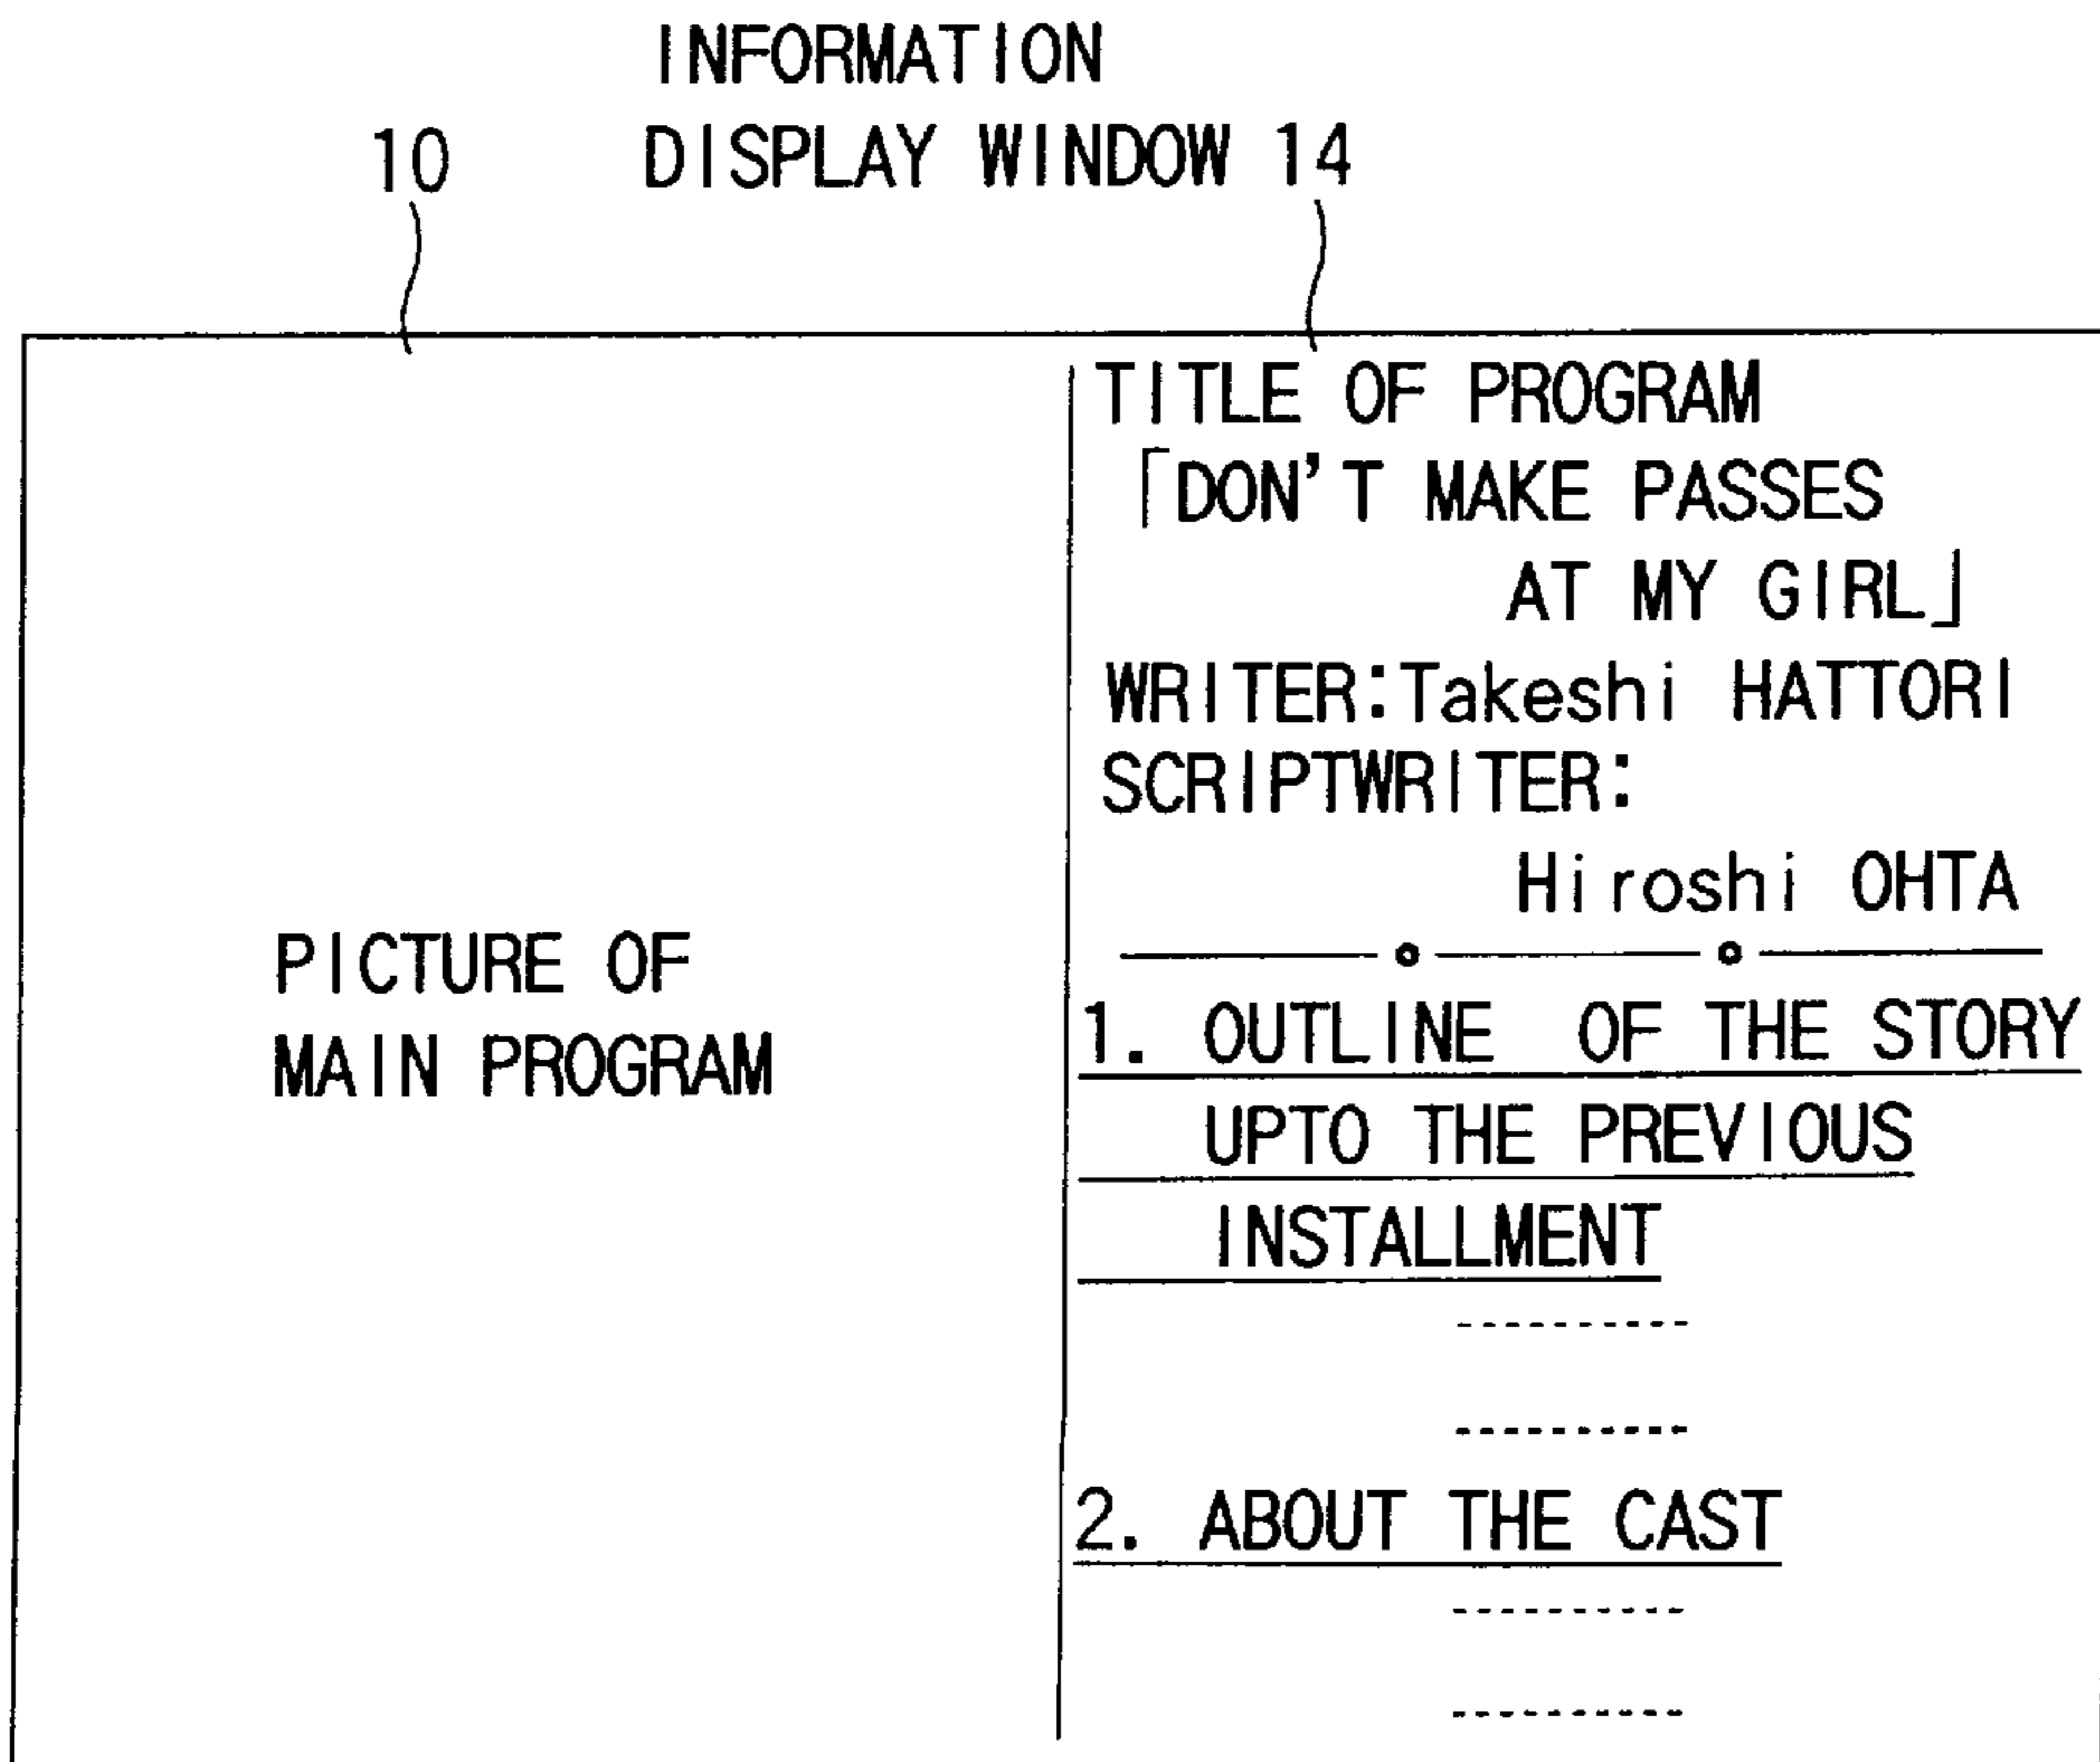 INFORMATION
10 DISPLAY WINDOW 14
TITLE OF PROGRAM
「DON'T MAKE PASSES
AT MY GIRL」
WRITER:Takeshi HATTORI
SCRIPTWRITER:
Hiroshi OHTA
PICTURE OF
MAIN PROGRAM
1. OUTLINE OF THE STORY
UPTO THE PREVIOUS
INSTALLMENT
2. ABOUT THE CAST